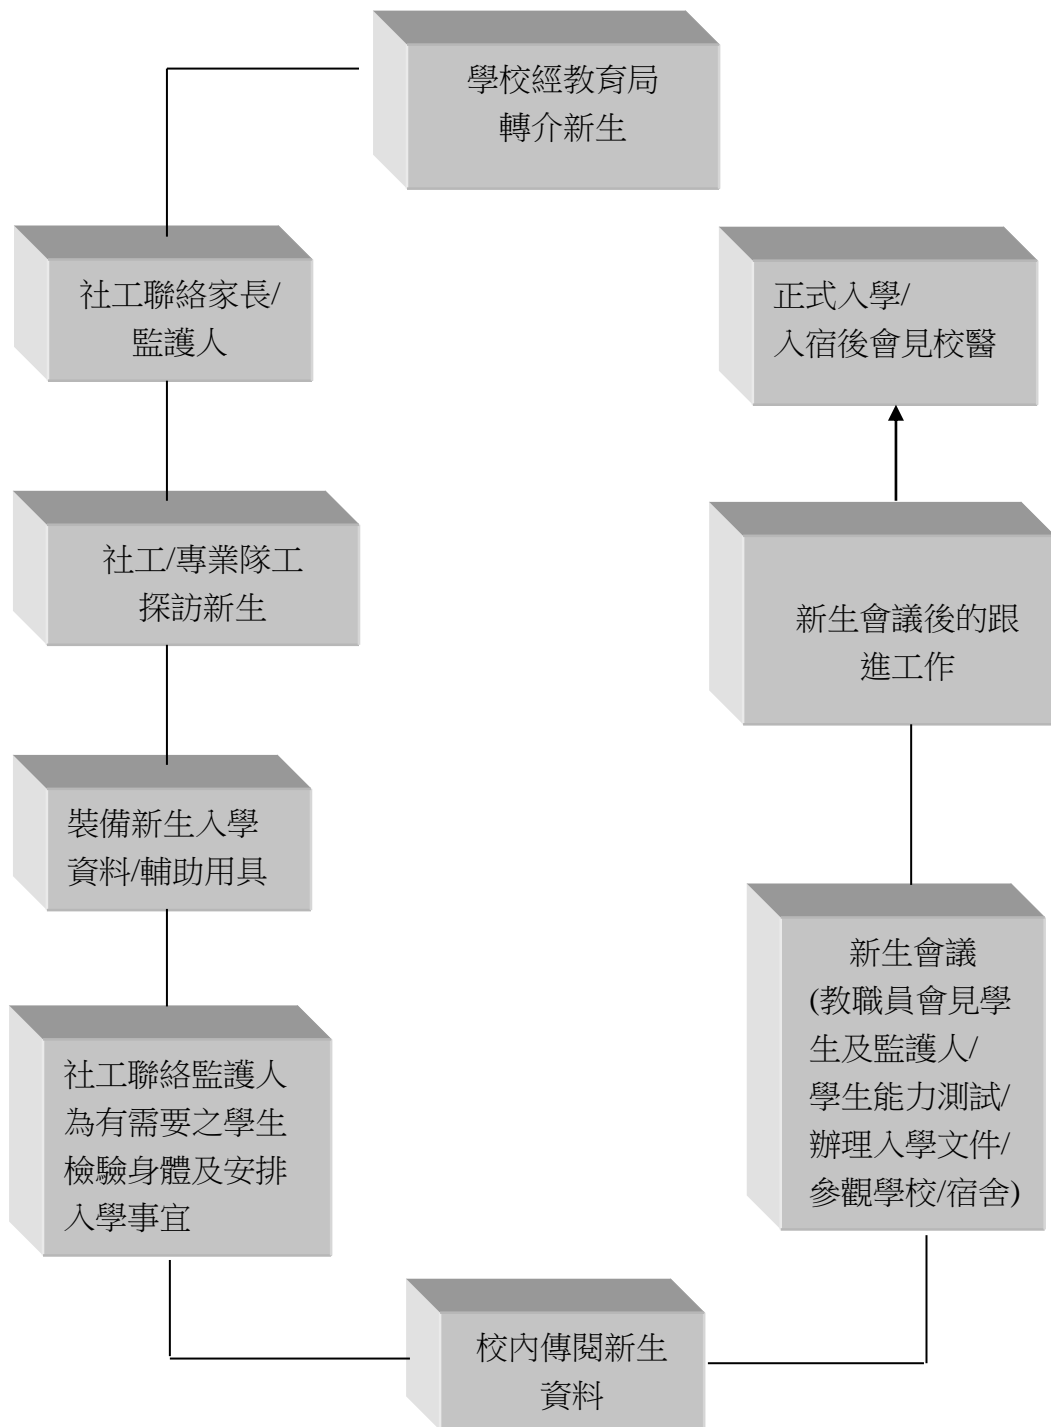 學校經教育局
轉介新生
社工聯絡家長/
監護人
社工/專業隊工
探訪新生
裝備新生入學
資料/輔助用具
社工聯絡監護人
為有需要之學生
檢驗身體及安排
入學事宜
校內傳閱新生
資料
新生會議
(教職員會見學
生及監護人/
學生能力測試/
辦理入學文件/
參觀學校/宿舍)
新生會議後的跟
進工作
正式入學/
入宿後會見校醫